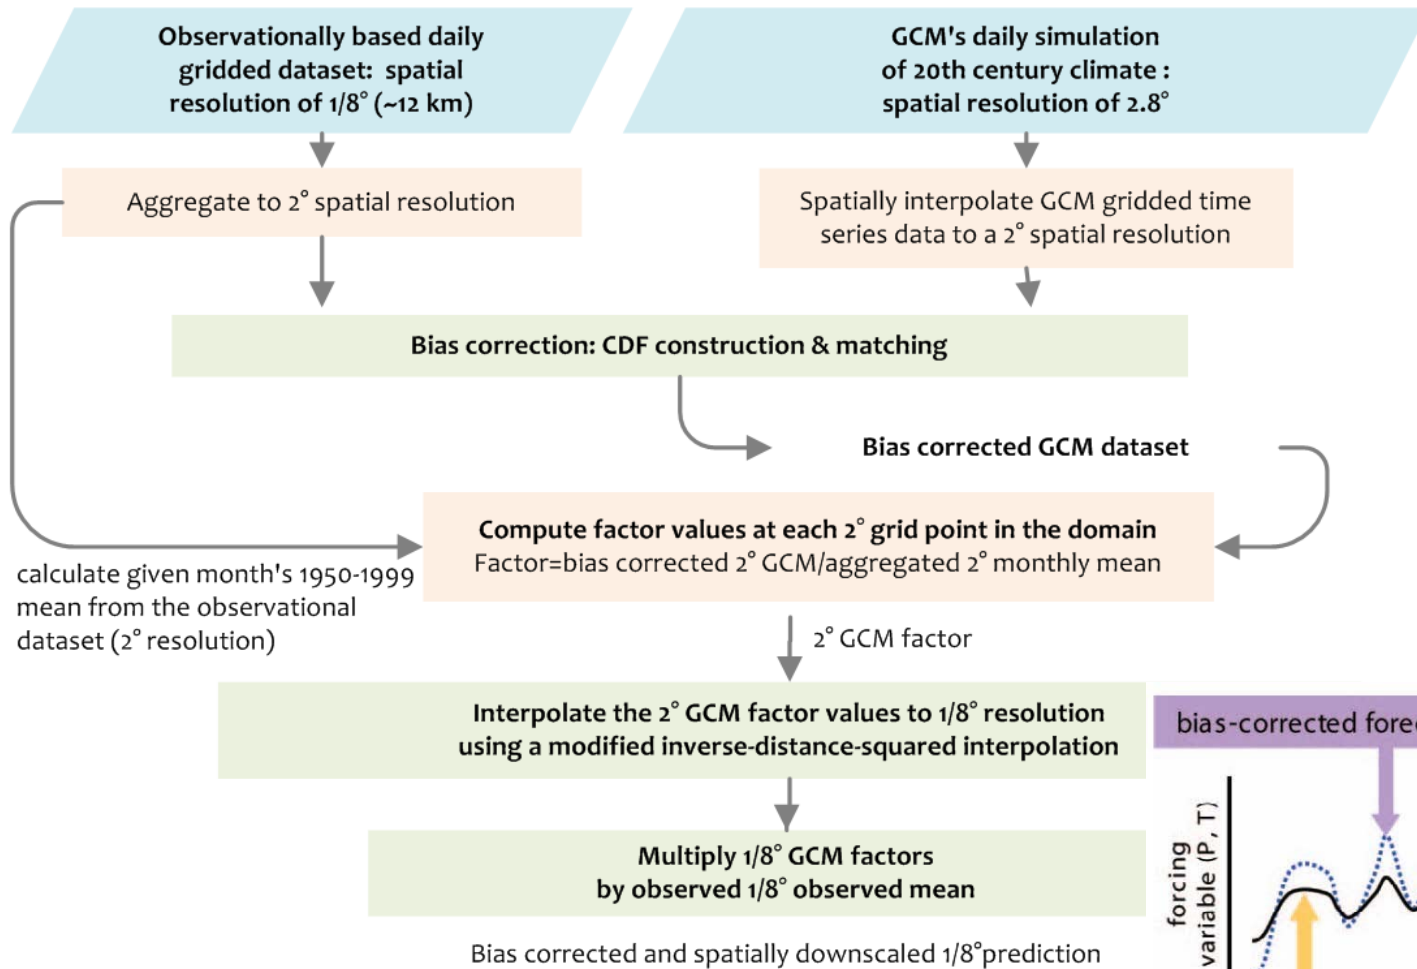 Observationally based daily
gridded dataset:  spatial
resolution of 1/8° (~12 km)
GCM's daily simulation
of 20th century climate :
spatial resolution of 2.8°
Aggregate to 2° spatial resolution
Spatially interpolate GCM gridded time
series data to a 2° spatial resolution
Bias correction: CDF construction & matching
Bias corrected GCM dataset
Compute factor values at each 2° grid point in the domain
Factor=bias corrected 2° GCM/aggregated 2° monthly mean
calculate given month's 1950-1999
mean from the observational
dataset (2° resolution)
2° GCM factor
Interpolate the 2° GCM factor values to 1/8° resolution
using a modified inverse-distance-squared interpolation
bias-corrected
forcing
variable (P, T)
Multiply 1/8° GCM factors
by observed 1/8° observed mean
Bias corrected and spatially downscaled 1/8°prediction